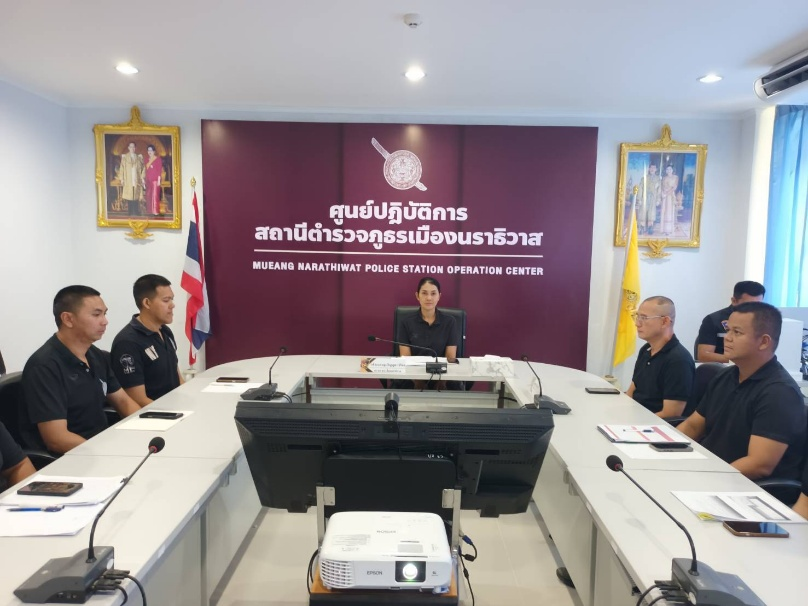 ศูนย์ปฏิบัติการ
สถานีตำรวจภูธรเมืองนราธิวาส
MUEANG NARATHIWAT POLICE STATION OPERATION CENTER
EPSON